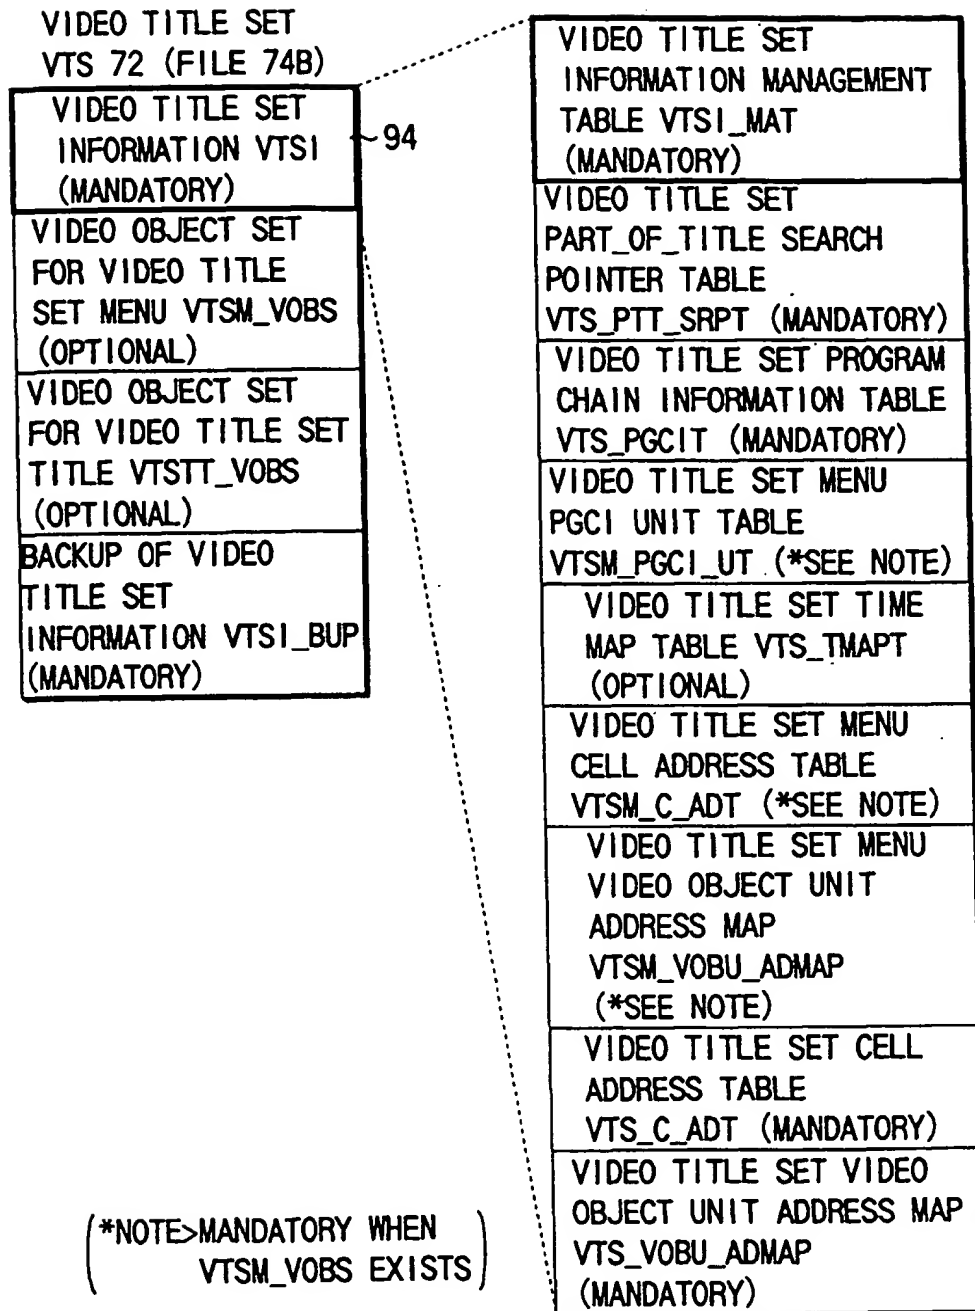 VIDEO TITLE SET
VTS 72 (FILE 74B)
VIDEO TITLE SET
INFORMATION VTSI
(MANDATORY)
94
VIDEO OBJECT SET
FOR VIDEO TITLE
SET MENU VTSM_VOBS
(OPTIONAL)
VIDEO OBJECT SET
FOR VIDEO TITLE SET
TITLE VTSTT_VOBS
(OPTIONAL)
BACKUP OF VIDEO
TITLE SET
INFORMATION VTSI_BUP
(MANDATORY)
VIDEO TITLE SET
INFORMATION MANAGEMENT
TABLE VTSI_MAT
(MANDATORY)
VIDEO TITLE SET
PART_OF_TITLE SEARCH
POINTER TABLE
VTS_PTT_SRPT (MANDATORY)
VIDEO TITLE SET PROGRAM
CHAIN INFORMATION TABLE
VTS_PGCIT (MANDATORY)
VIDEO TITLE SET MENU
PGCI UNIT TABLE
VTSM_PGCI_UT (*SEE NOTE)
VIDEO TITLE SET TIME
MAP TABLE VTS_TMAPT
(OPTIONAL)
VIDEO TITLE SET MENU
CELL ADDRESS TABLE
VTSM_C_ADT (*SEE NOTE)
VIDEO TITLE SET MENU
VIDEO OBJECT UNIT
ADDRESS MAP
VTSM_VOBU_ADMAP
(*SEE NOTE)
VIDEO TITLE SET CELL
ADDRESS TABLE
VTS_C_ADT (MANDATORY)
VIDEO TITLE SET VIDEO
OBJECT UNIT ADDRESS MAP
VTS_VOBU_ADMAP
(MANDATORY)
(*NOTE>MANDATORY WHEN
VTSM_VOBS EXISTS)